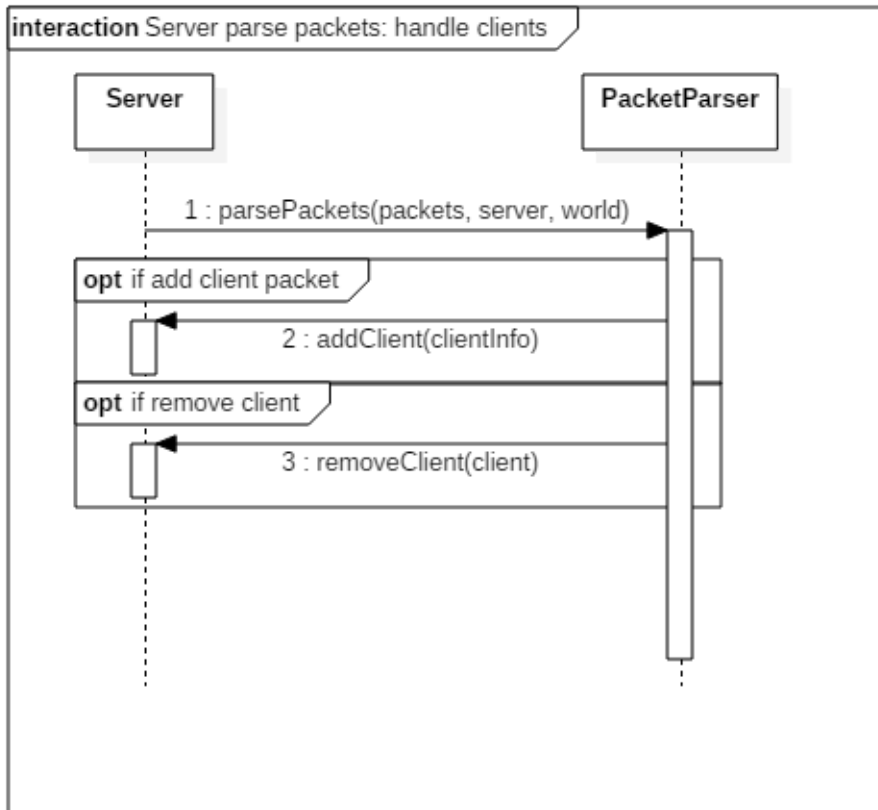 interaction Server parse packets: handle clients
Server
PacketParser
1 : parsePackets(packets, server, world)
opt if add client packet
2 : addClient(clientInfo)
opt if remove client
3 : removeClient(client)